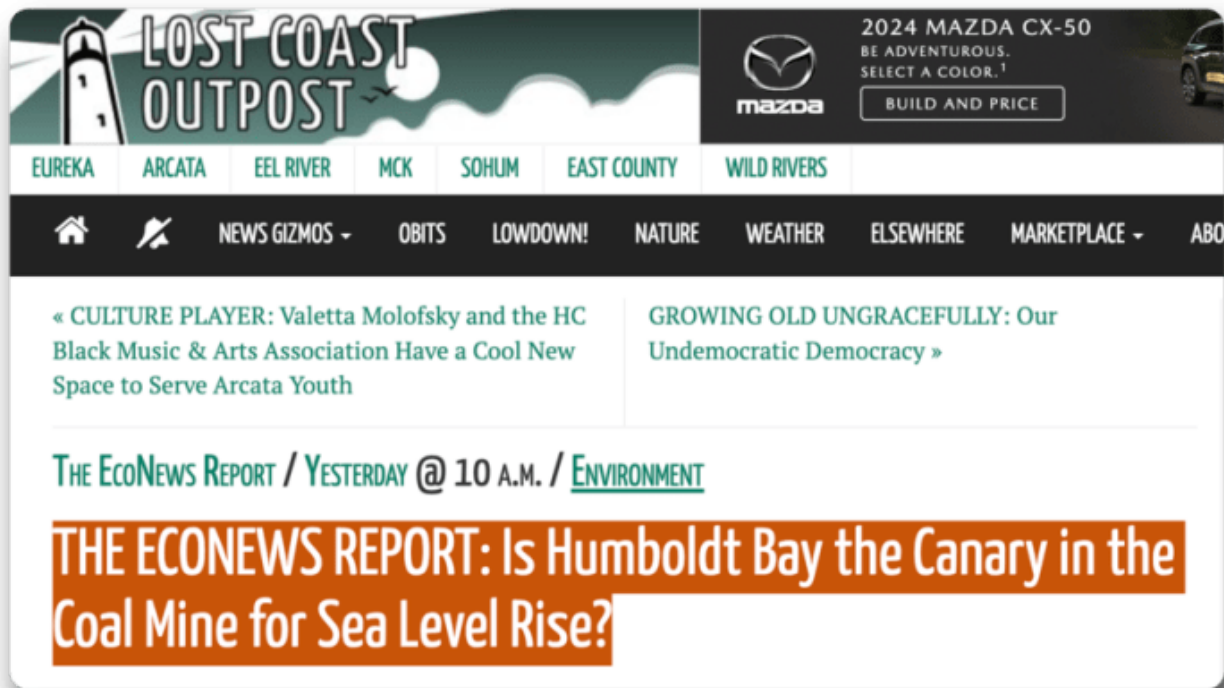 LOST COAST
OUTPOST
mazda
2024 MAZDA CX-50
BE ADVENTUROUS.
SELECT A COLOR.¹
BUILD AND PRICE
EUREKA ARCATA EEL RIVER MCK SOHUM EAST COUNTY WILD RIVERS
NEWS GIZMOS OBITS LOWDOWN! NATURE WEATHER ELSEWHERE MARKETPLACE
« CULTURE PLAYER: Valetta Molofsky and the HC
Black Music & Arts Association Have a Cool New
Space to Serve Arcata Youth
GROWING OLD UNGRACEFULLY: Our
Undemocratic Democracy »
THE ECONEWS REPORT / YESTERDAY @ 10 A.M. / ENVIRONMENT
THE ECONEWS REPORT: Is Humboldt Bay the Canary in the
Coal Mine for Sea Level Rise?